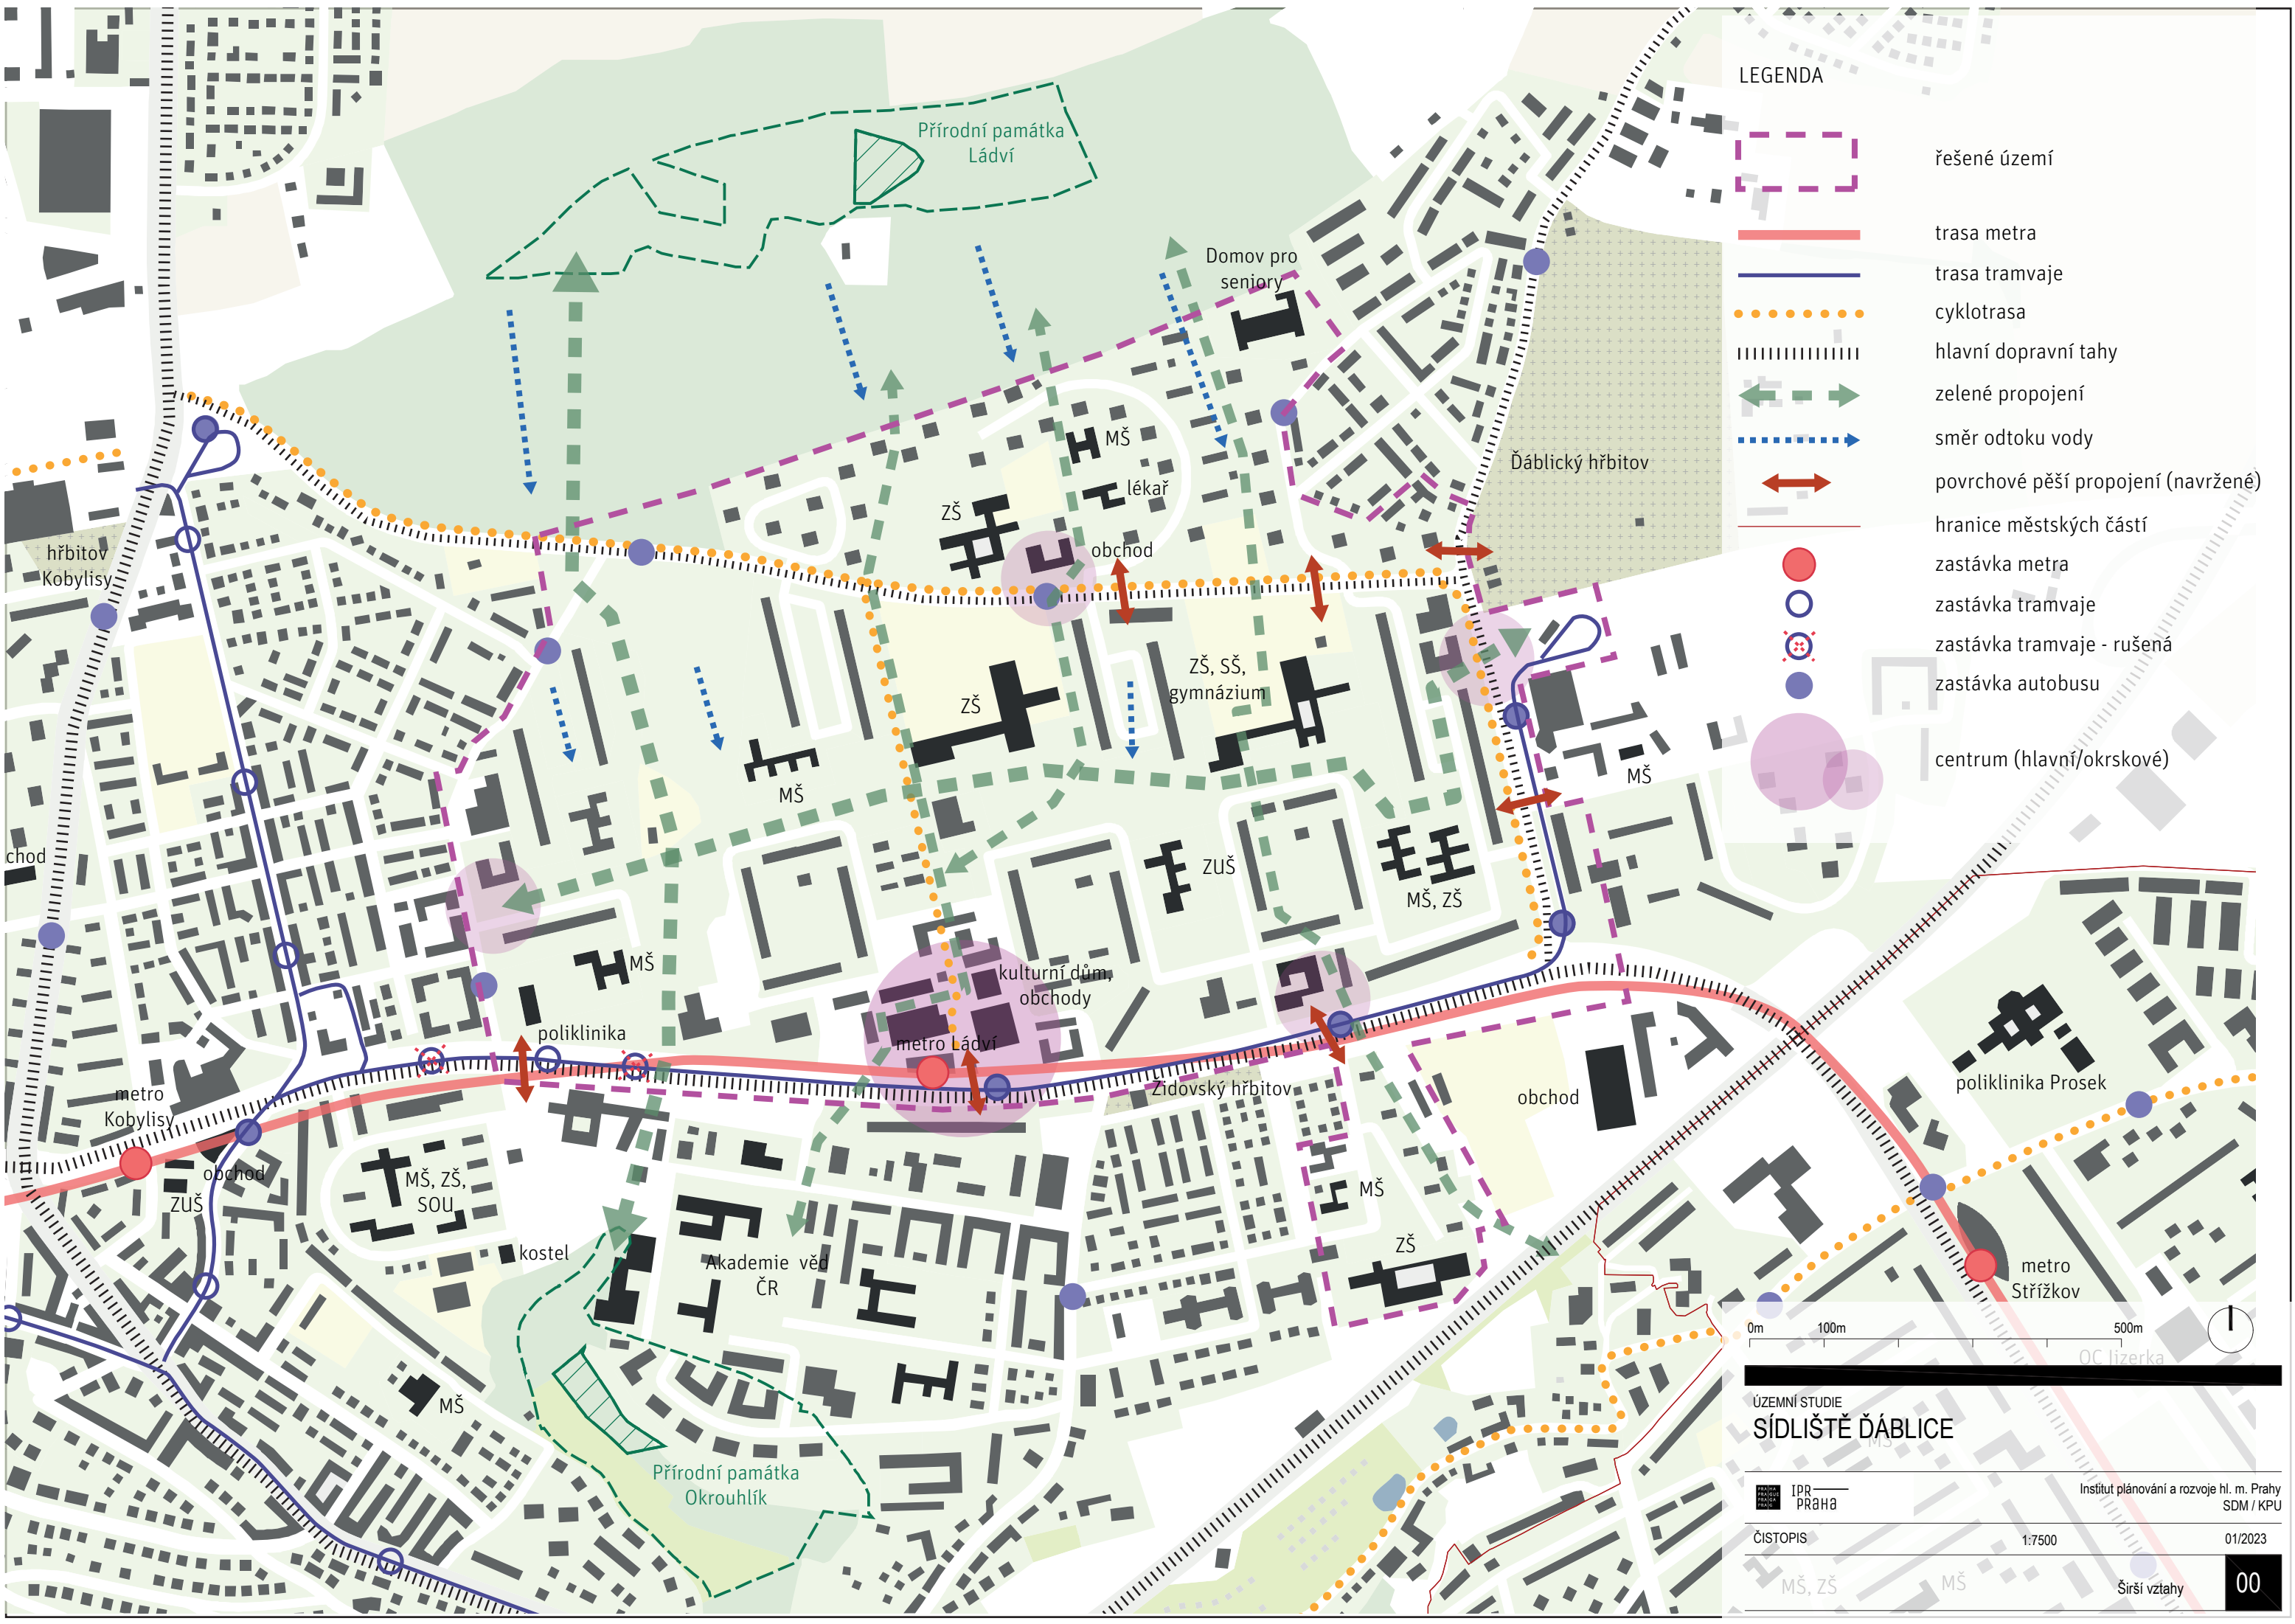 LEGENDA
řešené území
trasa metra
trasa tramvaje
cyklotrasa
hlavní dopravní tahy
zelené propojení
směr odtoku vody
povrchové pěší propojení (navržené)
hranice městských částí
zastávka metra
zastávka tramvaje
zastávka tramvaje - rušená
zastávka autobusu
centrum (hlavní/okrskové)
Přírodní památka
Ládví
Domov pro
seniory
MŠ
lékař
ZŠ
obchod
Ďáblický hřbitov
hřbitov
Kobylisy
ZŠ, SŠ,
gymnázium
ZŠ
MŠ
MŠ
chod
ZUŠ
MŠ, ZŠ
MŠ
kulturní dům,
obchody
poliklinika
metro Ládví
Židovský hřbitov
obchod
poliklinika Prosek
metro
Kobylisy
obchod
ZUŠ
MŠ, ZŠ,
SOU
kostel
Akademie věd
ČR
MŠ
ZŠ
metro
Střížkov
MŠ
Přírodní památka
Okrouhlík
0m 100m 500m
OC Jizerka
ÚZEMNÍ STUDIE
SÍDLIŠTĚ ĎÁBLICE
MŠ
PRAHA
PRAGUE
PRAGA
PRAG
IPR
PRAHA
Institut plánování a rozvoje hl. m. Prahy
SDM / KPU
ČISTOPIS 1:7500 01/2023
MŠ, ZŠ
MŠ
Širší vztahy
00